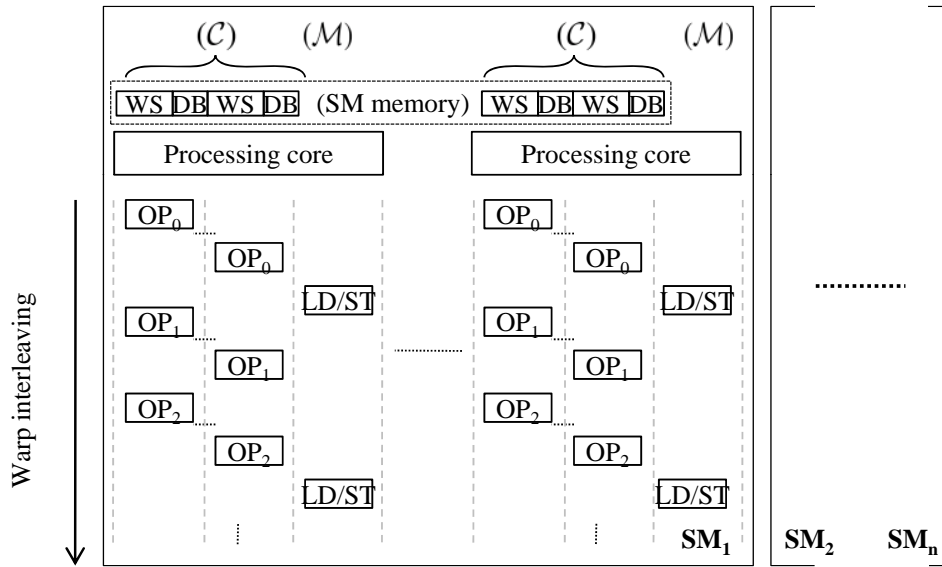 (𝒞) (ℳ) (𝒞) (ℳ)
WS DB WS DB (SM memory) WS DB WS DB
Processing core Processing core
OP₀ OP₀
OP₀ OP₀
LD/ST LD/ST
OP₁ OP₁
OP₁ OP₁
OP₂ OP₂
OP₂ OP₂
LD/ST LD/ST
Warp interleaving
SM₁ SM₂ SMₙ